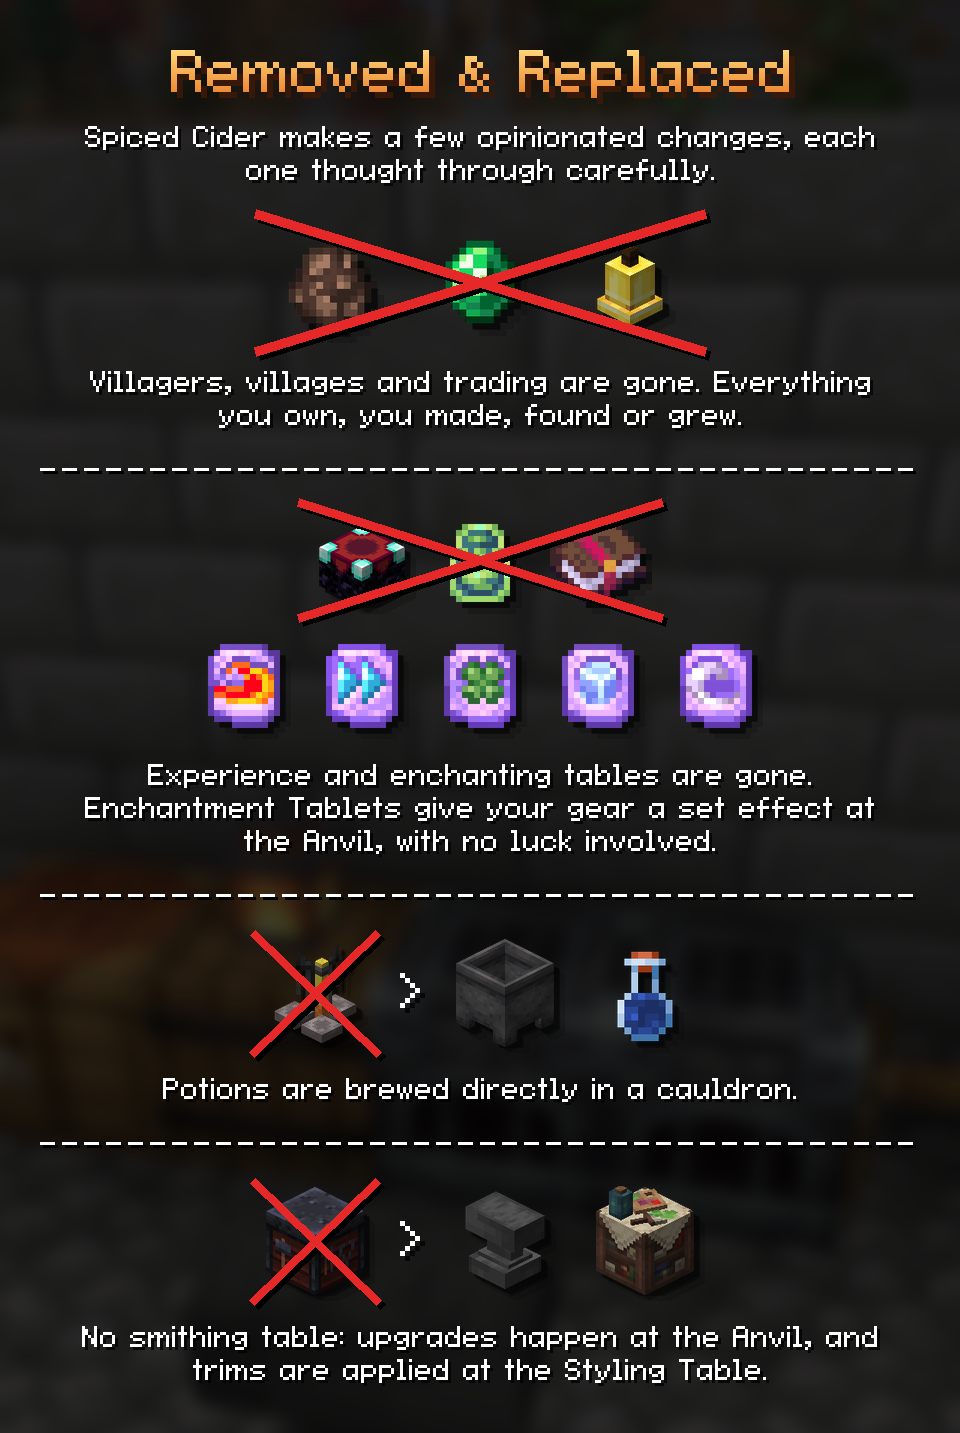 Removed & Replaced
Spiced Cider makes a few opinionated changes, each
one thought through carefully.
Villagers, villages and trading are gone. Everything
you own, you made, found or grew.
Experience and enchanting tables are gone.
Enchantment Tablets give your gear a set effect at
the Anvil, with no luck involved.
Potions are brewed directly in a cauldron.
No smithing table: upgrades happen at the Anvil, and
trims are applied at the Styling Table.